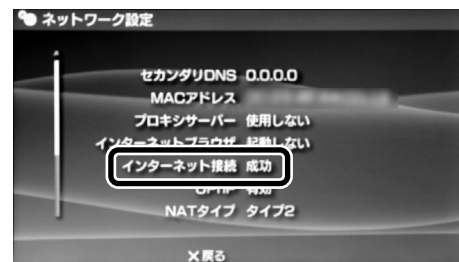 ネットワーク設定
セカンダリDNS 0.0.0.0
MACアドレス
プロキシサーバー 使用しない
インターネットブラウザ 起動しない
インターネット接続 成功
UPnP 有効
NATタイプ タイプ2
×戻る